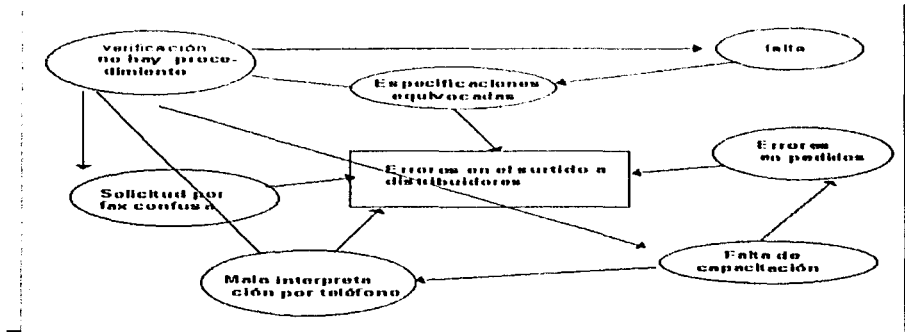 verificación
no hay proce-
dimiento
falta
Especificaciones
equivocadas
Errores
en pedidos
Errores en el surtido a
distribuidores
Solicitud por
fax confusa
Falta de
capacitación
Mala interpreta
ción por teléfono